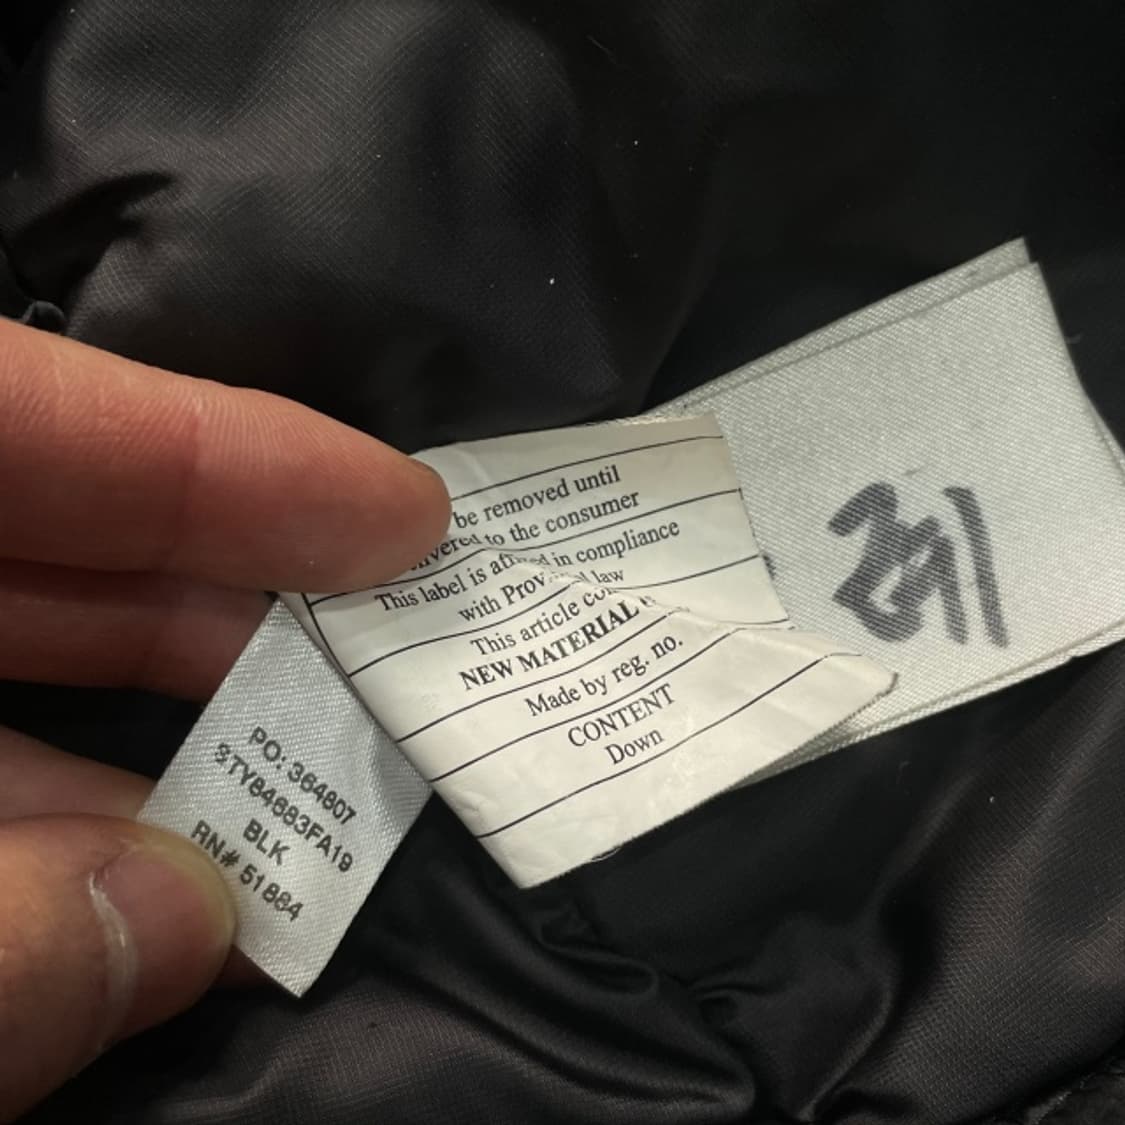 be removed until
to the consumer
This label is in compliance
with law
This article
NEW MATERIAL
Made by reg. no.
CONTENT
Down
PO: 364807
STY84683FA19
BLK
RN# 51884